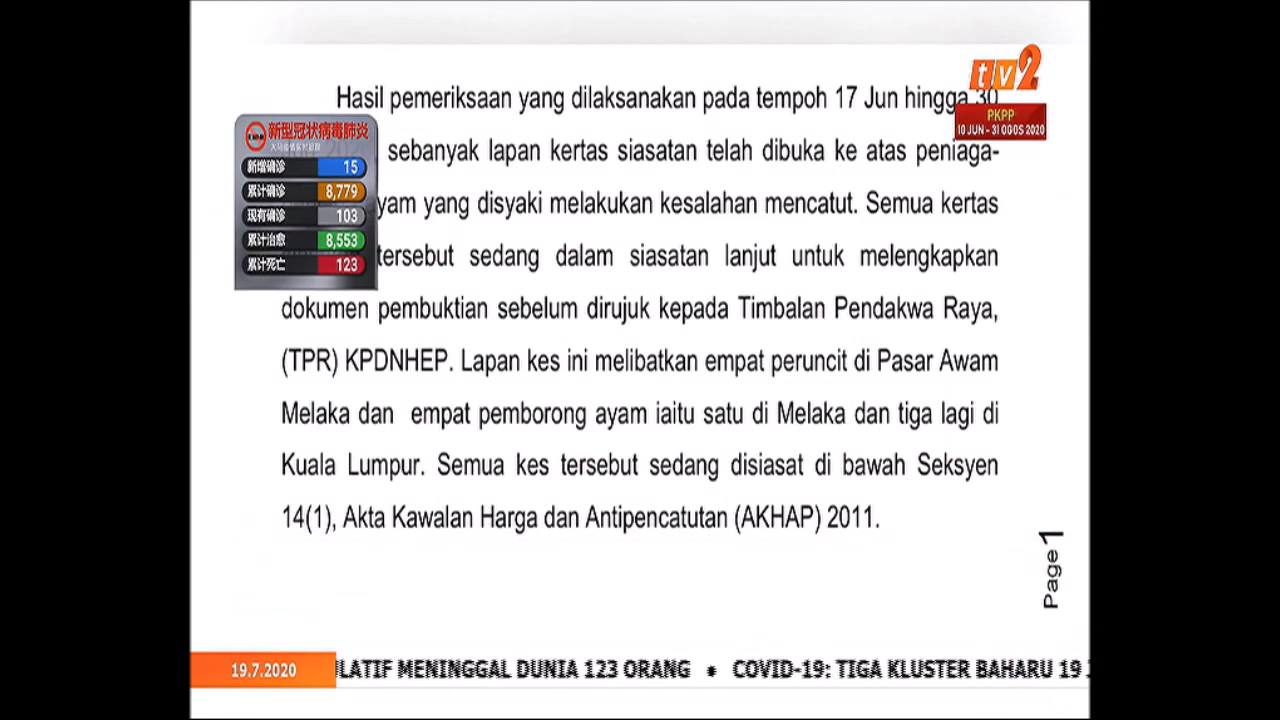 tv2
PKPP
10 JUN - 31 OGOS 2020
Hasil pemeriksaan yang dilaksanakan pada tempoh 17 Jun hingga 30
sebanyak lapan kertas siasatan telah dibuka ke atas peniaga-
yam yang disyaki melakukan kesalahan mencatut. Semua kertas
tersebut sedang dalam siasatan lanjut untuk melengkapkan
dokumen pembuktian sebelum dirujuk kepada Timbalan Pendakwa Raya,
(TPR) KPDNHEP. Lapan kes ini melibatkan empat peruncit di Pasar Awam
Melaka dan empat pemborong ayam iaitu satu di Melaka dan tiga lagi di
Kuala Lumpur. Semua kes tersebut sedang disiasat di bawah Seksyen
14(1), Akta Kawalan Harga dan Antipencatutan (AKHAP) 2011.
新型冠状病毒肺炎
新增确诊 15
累计确诊 8,779
现有确诊 103
累计治愈 8,553
累计死亡 123
Page 1
19.7.2020
ULATIF MENINGGAL DUNIA 123 ORANG • COVID-19: TIGA KLUSTER BAHARU 19